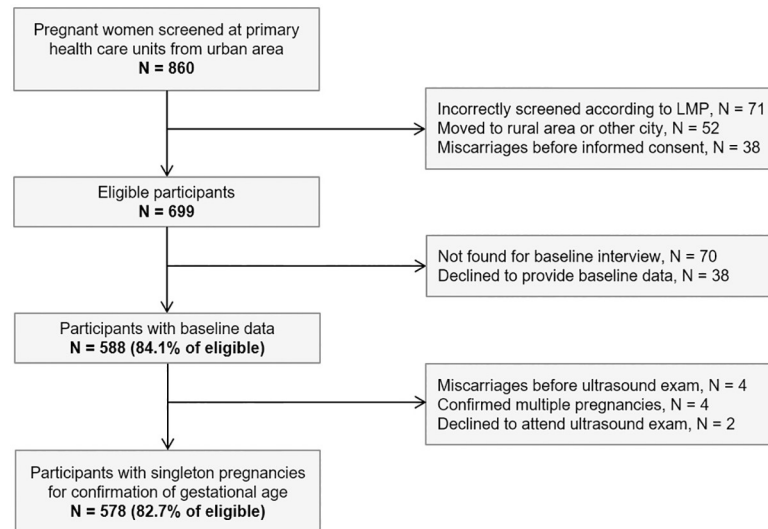 Pregnant women screened at primary
health care units from urban area
N = 860
Incorrectly screened according to LMP, N = 71
Moved to rural area or other city, N = 52
Miscarriages before informed consent, N = 38
Eligible participants
N = 699
Not found for baseline interview, N = 70
Declined to provide baseline data, N = 38
Participants with baseline data
N = 588 (84.1% of eligible)
Miscarriages before ultrasound exam, N = 4
Confirmed multiple pregnancies, N = 4
Declined to attend ultrasound exam, N = 2
Participants with singleton pregnancies
for confirmation of gestational age
N = 578 (82.7% of eligible)